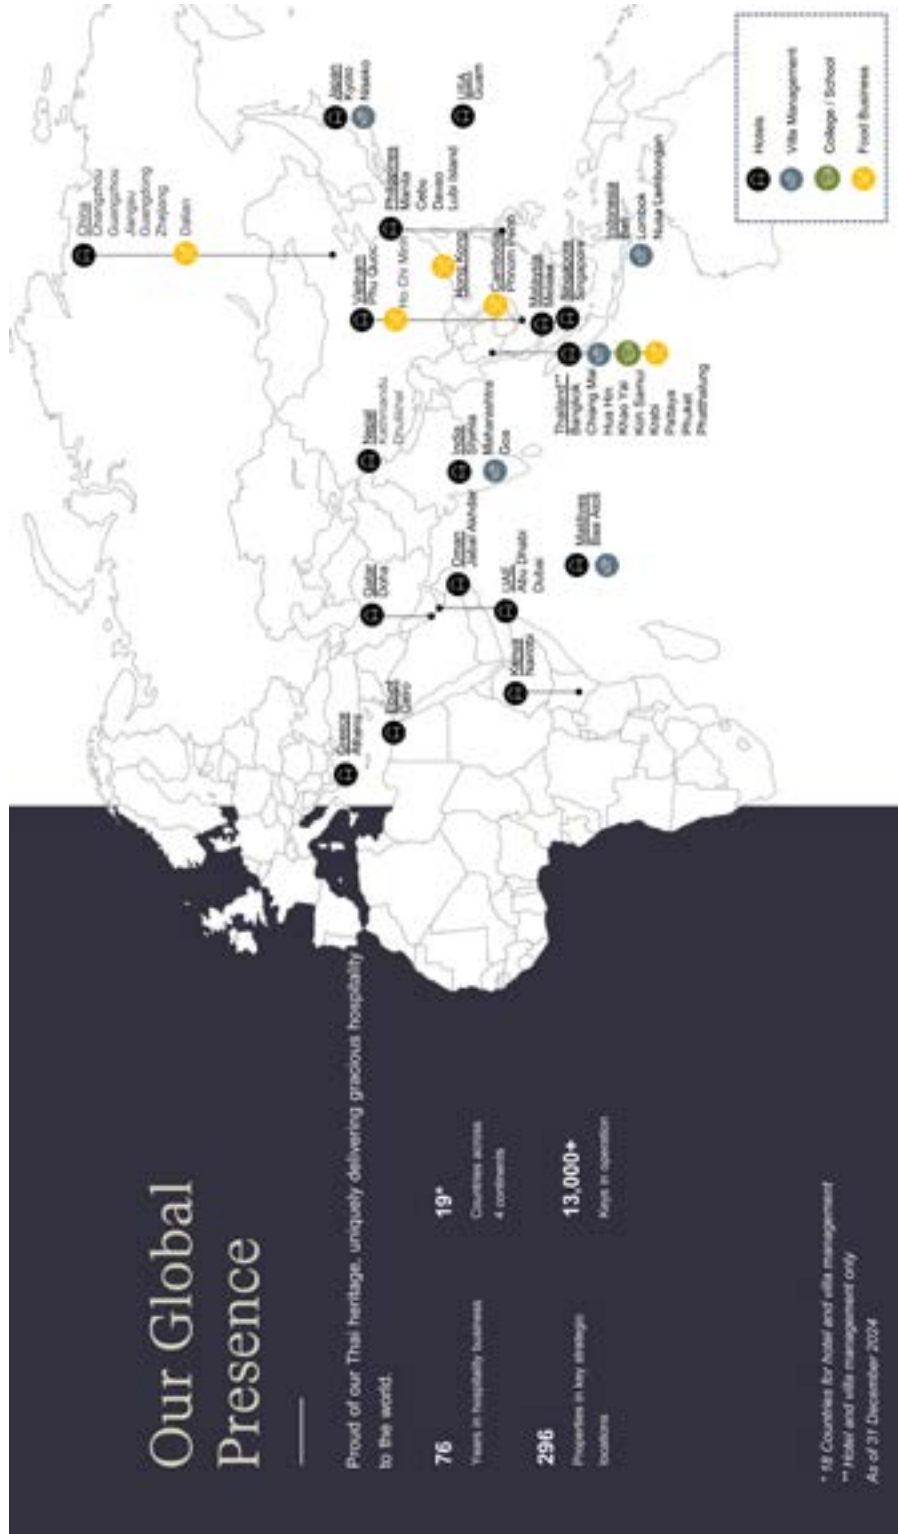 Our Global
Presence
Proud of our Thai heritage, uniquely delivering gracious hospitality
to the world.
76
Years in hospitality business
19*
Countries across
4 continents
296
Properties in key strategic
locations
13,000+
Keys in operation
* 18 Countries for hotel and villa management
** Hotel and villa management only
As of 31 December 2024
Greece
Athens
Egypt
Cairo
Qatar
Doha
Kenya
Nairobi
Oman
Jabal Akhdar
UAE
Abu Dhabi
Dubai
Maldives
Baa Atoll
Nepal
Kathmandu
Dhulikhel
India
Shimla
Maharashtra
Goa
Thailand**
Bangkok
Chiang Mai
Hua Hin
Khao Yai
Koh Samui
Krabi
Pattaya
Phuket
Phatthalung
Vietnam
Phu Quoc
Ho Chi Minh
China
Changzhou
Guangzhou
Jiangsu
Guangdong
Zhejiang
Dalian
Hong Kong
Cambodia
Phnom Penh
Malaysia
Melaka
Singapore
Singapore
Philippines
Manila
Cebu
Davao
Lubi Island
Indonesia
Bali
Lombok
Nusa Lembongan
Japan
Kyoto
Niseko
USA
Guam
Hotels
Villa Management
College / School
Food Business